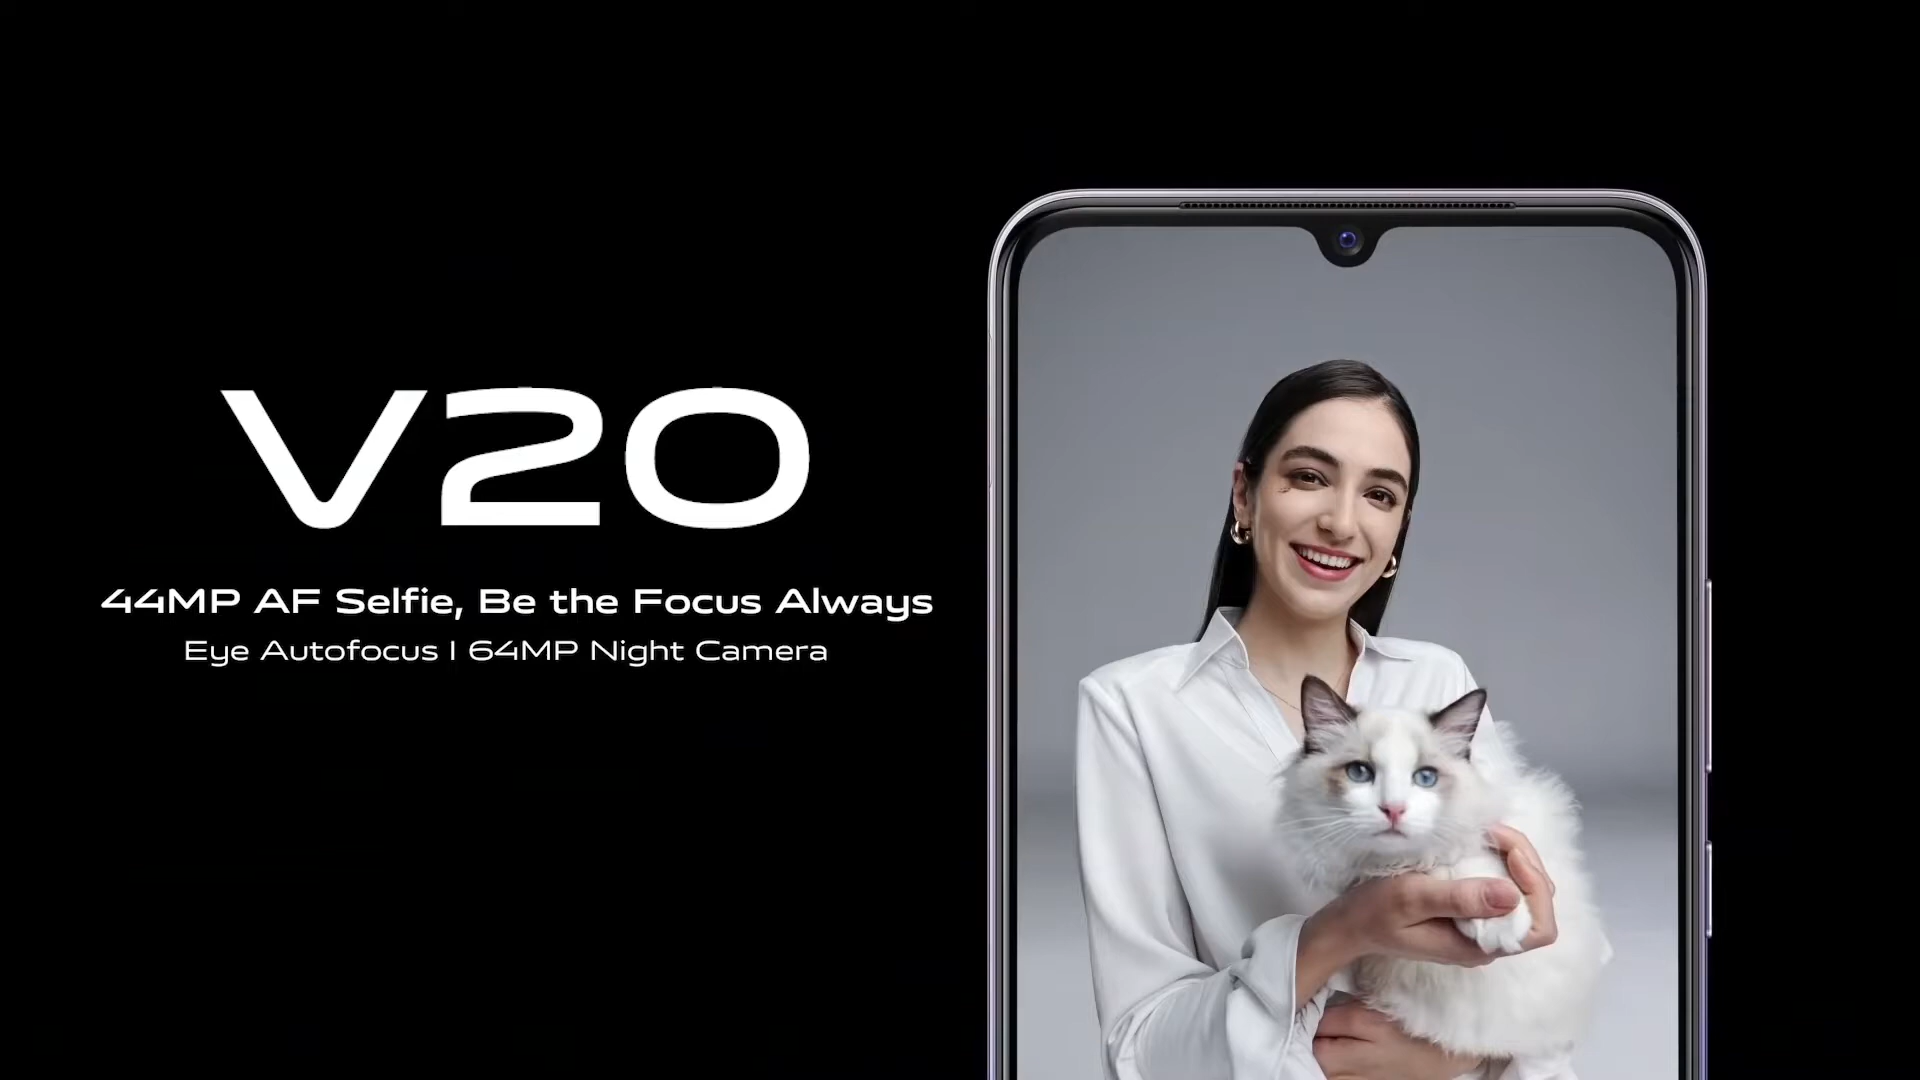 V20
44MP AF Selfie, Be the Focus Always
Eye Autofocus | 64MP Night Camera